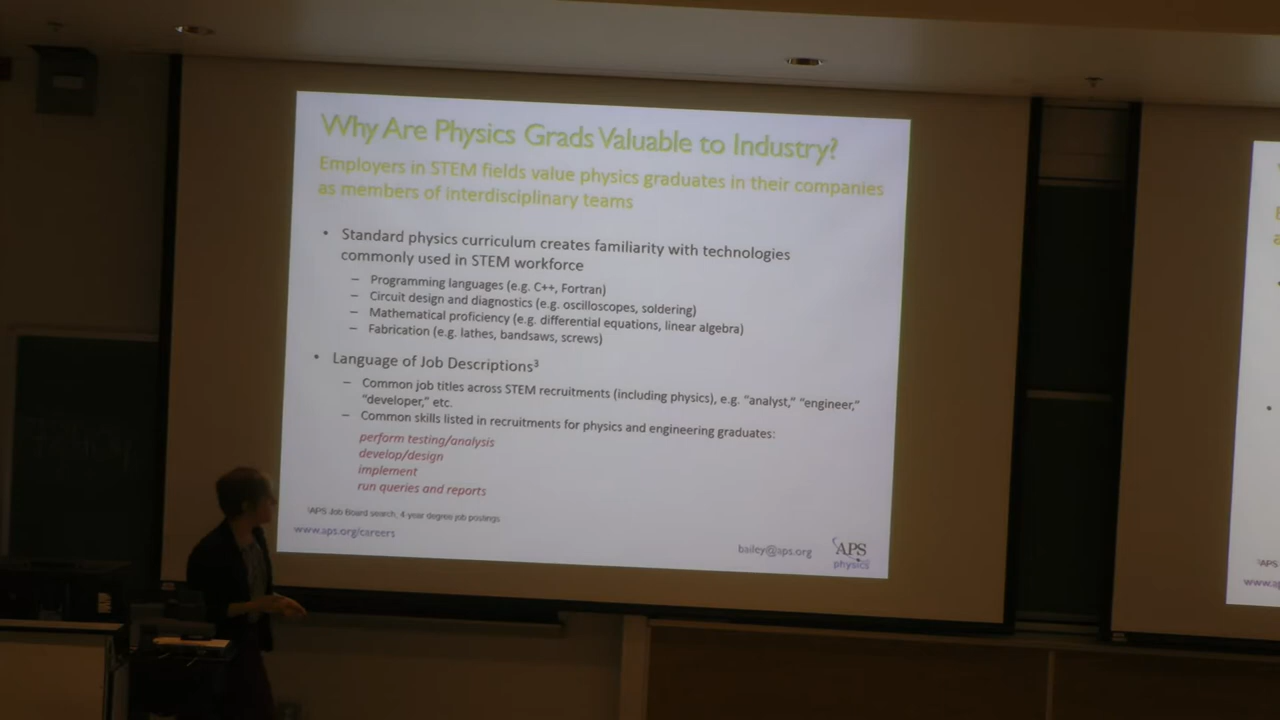 Why Are Physics Grads Valuable to Industry?
Employers in STEM fields value physics graduates in their companies
as members of interdisciplinary teams
• Standard physics curriculum creates familiarity with technologies
commonly used in STEM workforce
– Programming languages (e.g. C++, Fortran)
– Circuit design and diagnostics (e.g. oscilloscopes, soldering)
– Mathematical proficiency (e.g. differential equations, linear algebra)
– Fabrication (e.g. lathes, bandsaws, screws)
• Language of Job Descriptions³
– Common job titles across STEM recruitments (including physics), e.g. “analyst,” “engineer,”
“developer,” etc.
– Common skills listed in recruitments for physics and engineering graduates:
perform testing/analysis
develop/design
implement
run queries and reports
APS Job Board search; 4 year degree job postings
www.aps.org/careers
bailey@aps.org
APS
physics
APS
www.a